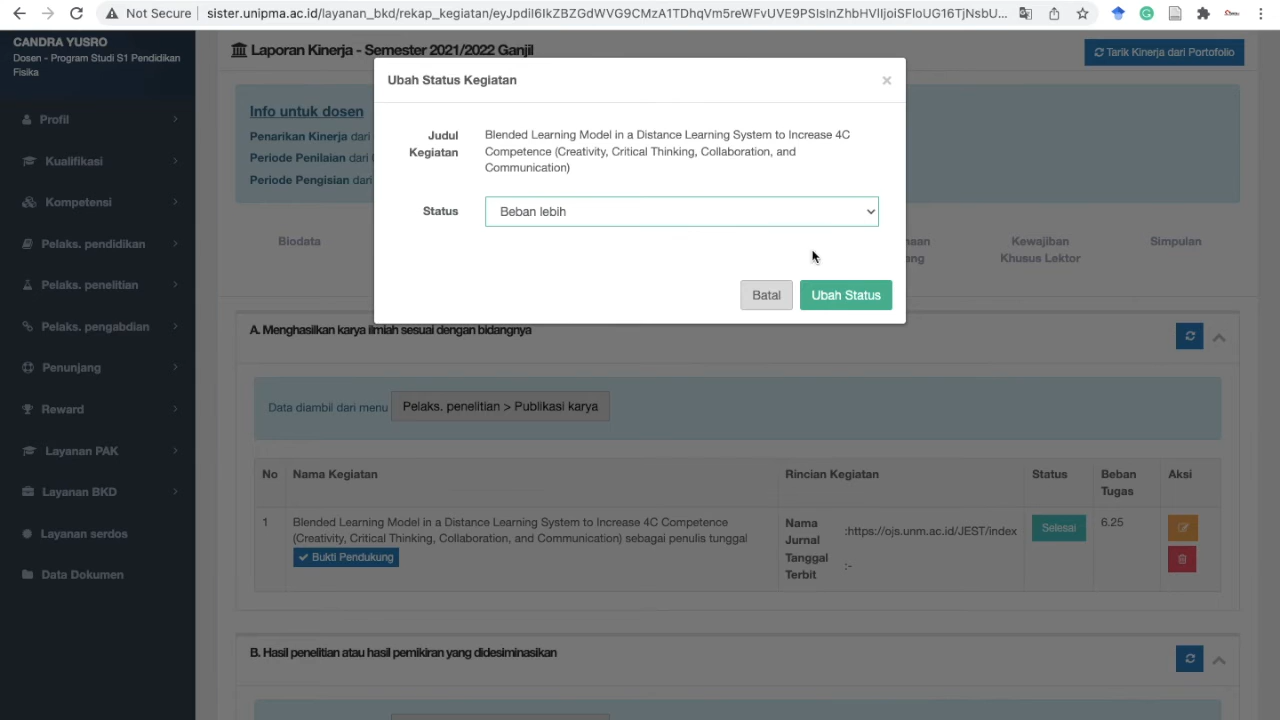 Not Secure
sister.unipma.ac.id/layanan_bkd/rekap_kegiatan/eyJpdiI6IkZBZGdWVG9CMzA1TDhqVm5reWFvUVE9PSIsInZhbHVlIjoiSFloUG16TjNsbU...
CANDRA YUSRO
Dosen - Program Studi S1 Pendidikan
Fisika
Profil
Kualifikasi
Kompetensi
Pelaks. pendidikan
Pelaks. penelitian
Pelaks. pengabdian
Penunjang
Reward
Layanan PAK
Layanan BKD
Layanan serdos
Data Dokumen
Laporan Kinerja - Semester 2021/2022 Ganjil
Tarik Kinerja dari Portofolio
Info untuk dosen
Penarikan Kinerja dari
Periode Penilaian dari
Periode Pengisian dari
Ubah Status Kegiatan
×
Judul
Kegiatan
Blended Learning Model in a Distance Learning System to Increase 4C
Competence (Creativity, Critical Thinking, Collaboration, and
Communication)
Status
Beban lebih
Batal
Ubah Status
Biodata
naan
ang
Kewajiban
Khusus Lektor
Simpulan
A. Menghasilkan karya ilmiah sesuai dengan bidangnya
Data diambil dari menu
Pelaks. penelitian > Publikasi karya
No
Nama Kegiatan
Rincian Kegiatan
Status
Beban
Tugas
Aksi
1
Blended Learning Model in a Distance Learning System to Increase 4C Competence
(Creativity, Critical Thinking, Collaboration, and Communication) sebagai penulis tunggal
Bukti Pendukung
Nama
Jurnal
:https://ojs.unm.ac.id/JEST/index
Tanggal
Terbit
:-
Selesai
6.25
B. Hasil penelitian atau hasil pemikiran yang didesiminasikan